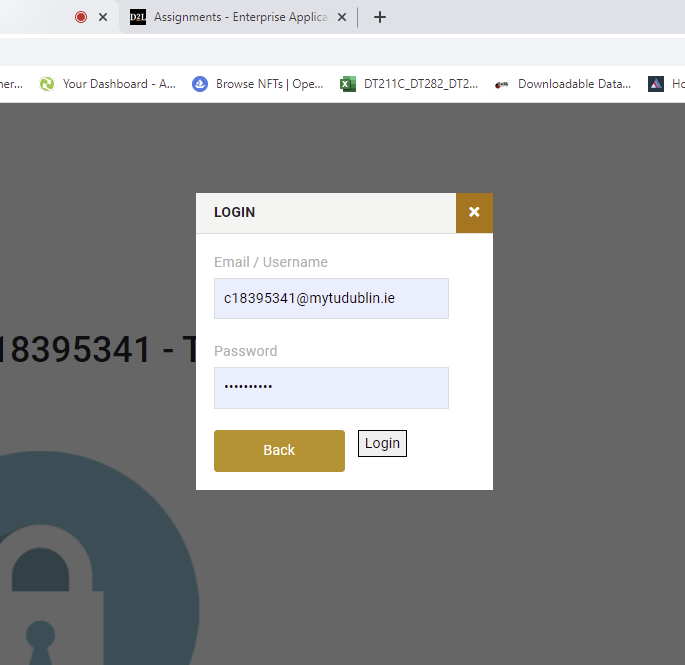 D2L Assignments - Enterprise Applica
ner... Your Dashboard - A... Browse NFTs | Ope... DT211C_DT282_DT2... Downloadable Data... Ho
LOGIN
Email / Username
c18395341@mytudublin.ie
18395341 - T
Password
••••••••••
Back Login